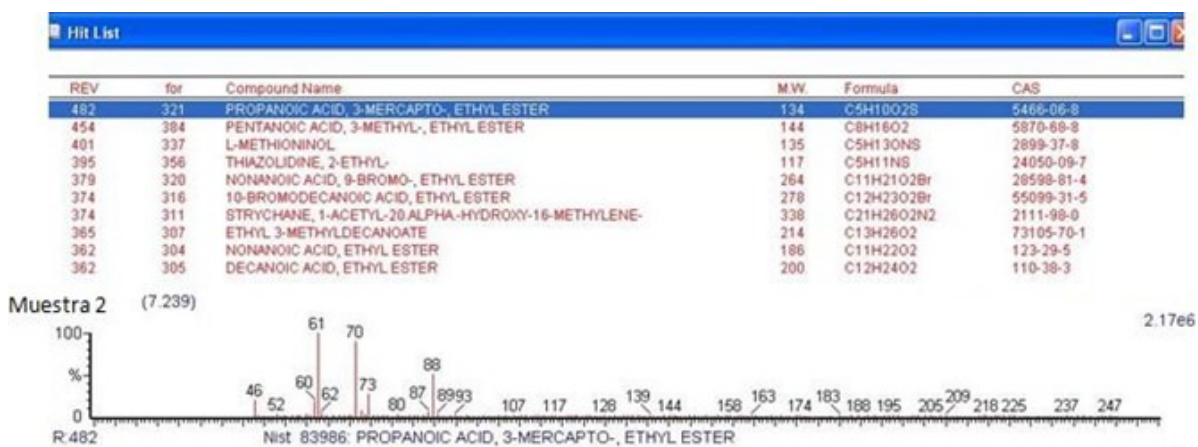 Hit List
REV for Compound Name M.W. Formula CAS
482 321 PROPANOIC ACID, 3-MERCAPTO-, ETHYL ESTER 134 C5H10O2S 5466-06-8
454 384 PENTANOIC ACID, 3-METHYL-, ETHYL ESTER 144 C8H16O2 5870-68-8
401 337 L-METHIONINOL 135 C5H13ONS 2899-37-8
395 356 THIAZOLIDINE, 2-ETHYL- 117 C5H11NS 24050-09-7
379 320 NONANOIC ACID, 9-BROMO-, ETHYL ESTER 264 C11H21O2Br 28598-81-4
374 316 10-BROMODECANOIC ACID, ETHYL ESTER 278 C12H23O2Br 55099-31-5
374 311 STRYCHANE, 1-ACETYL-20.ALPHA.-HYDROXY-16-METHYLENE- 338 C21H26O2N2 2111-98-0
365 307 ETHYL 3-METHYLDECANOATE 214 C13H26O2 73105-70-1
362 304 NONANOIC ACID, ETHYL ESTER 186 C11H22O2 123-29-5
362 305 DECANOIC ACID, ETHYL ESTER 200 C12H24O2 110-38-3
Muestra 2 (7.239)
2.17e6
100
61 70
%
88
46 60 62 73 80 87 89 93 107 117 128 139 144 158 163 174 183 188 195 205 209 218 225 237 247
0
R:482 Nist 83986: PROPANOIC ACID, 3-MERCAPTO-, ETHYL ESTER
52